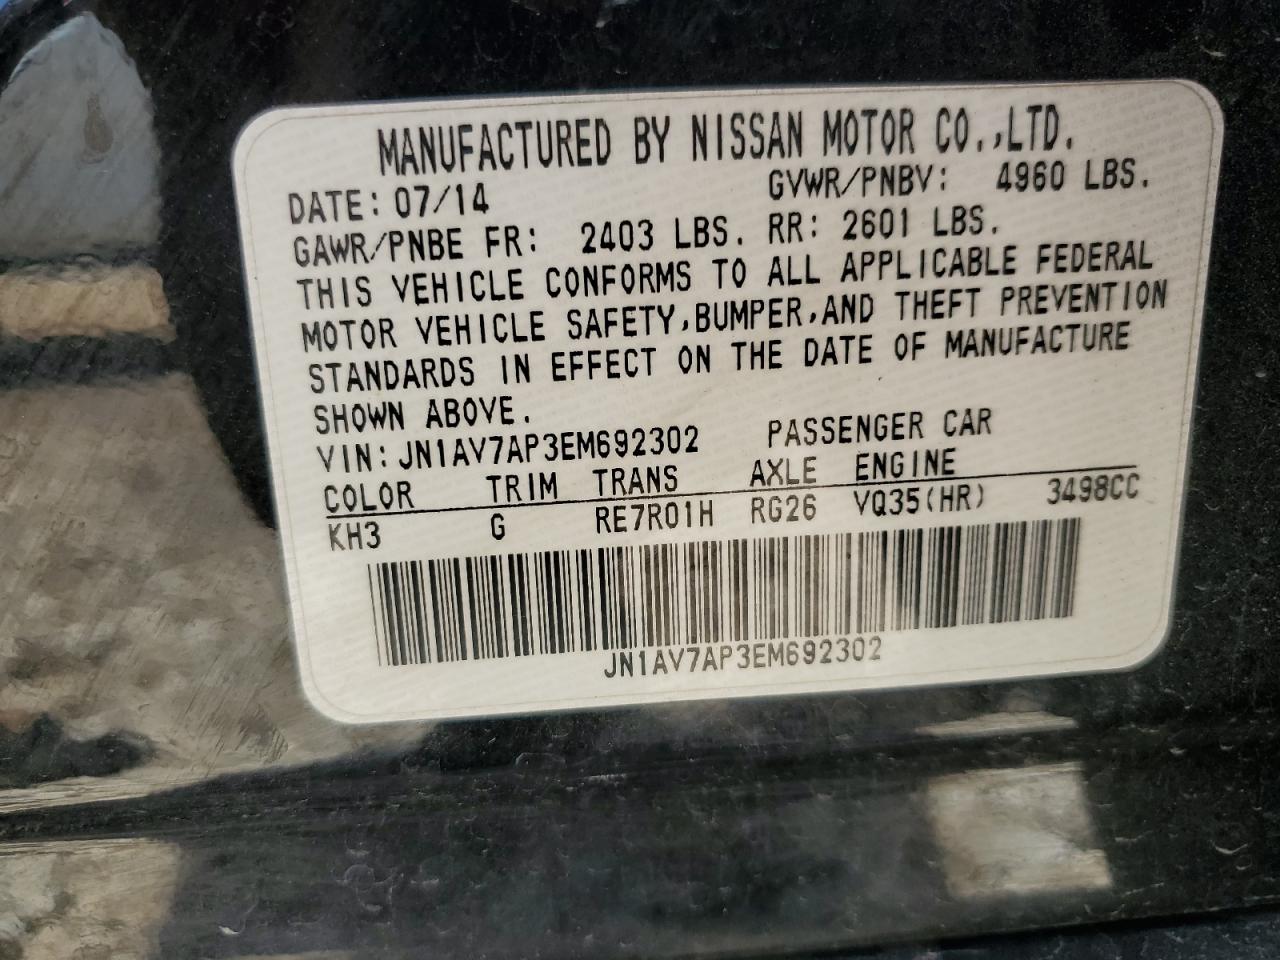 MANUFACTURED BY NISSAN MOTOR CO.,LTD.
DATE: 07/14 GVWR/PNBV: 4960 LBS.
GAWR/PNBE FR: 2403 LBS. RR: 2601 LBS.
THIS VEHICLE CONFORMS TO ALL APPLICABLE FEDERAL
MOTOR VEHICLE SAFETY,BUMPER,AND THEFT PREVENTION
STANDARDS IN EFFECT ON THE DATE OF MANUFACTURE
SHOWN ABOVE.
VIN: JN1AV7AP3EM692302 PASSENGER CAR
COLOR TRIM TRANS AXLE ENGINE
KH3 G RE7R01H RG26 VQ35(HR) 3498CC
JN1AV7AP3EM692302